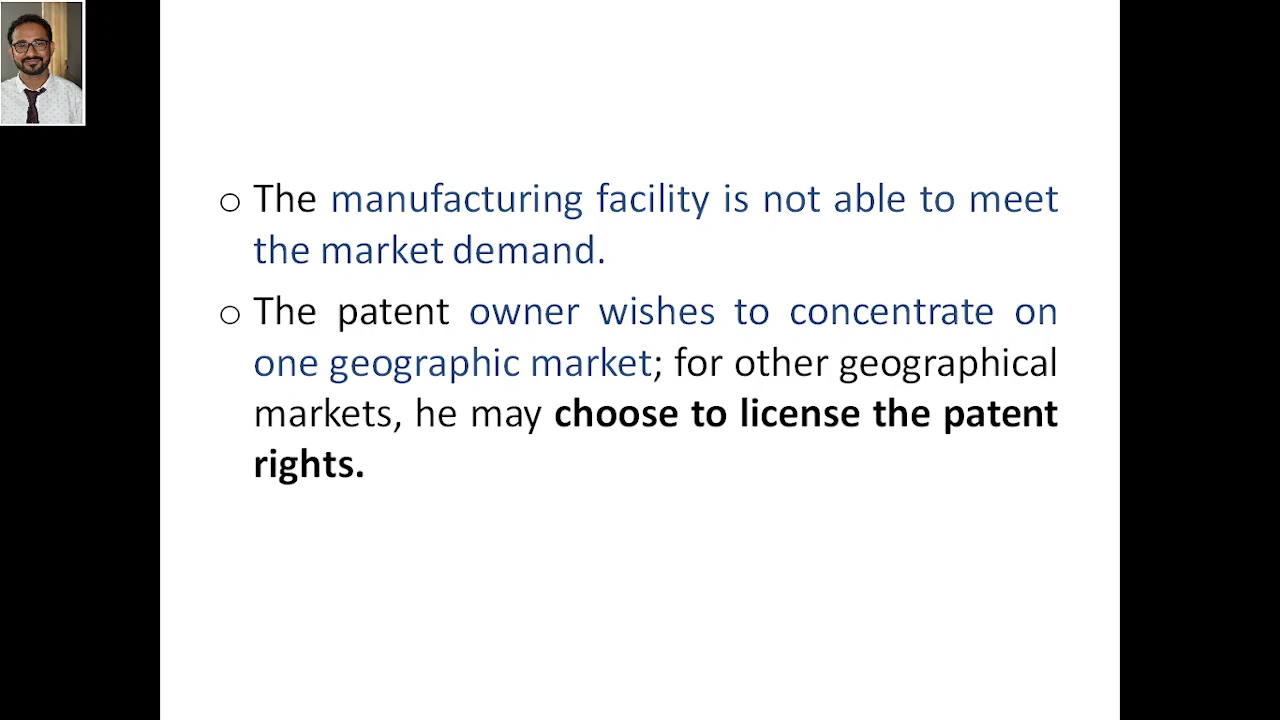 o The manufacturing facility is not able to meet
the market demand.
o The patent owner wishes to concentrate on
one geographic market; for other geographical
markets, he may choose to license the patent
rights.